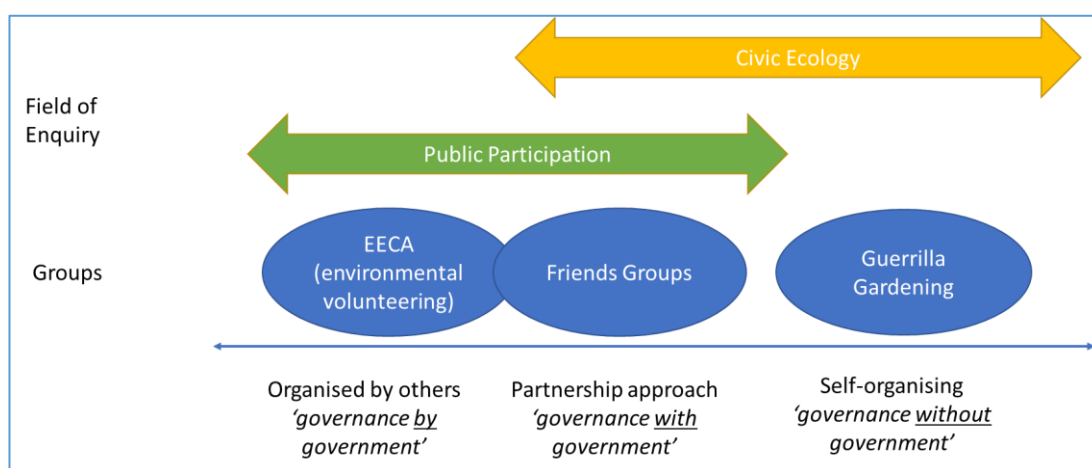 Civic Ecology
Field of
Enquiry
Public Participation
Groups
EECA
(environmental
volunteering)
Friends Groups
Guerrilla
Gardening
Organised by others
‘governance by
government’
Partnership approach
‘governance with
government’
Self-organising
‘governance without
government’